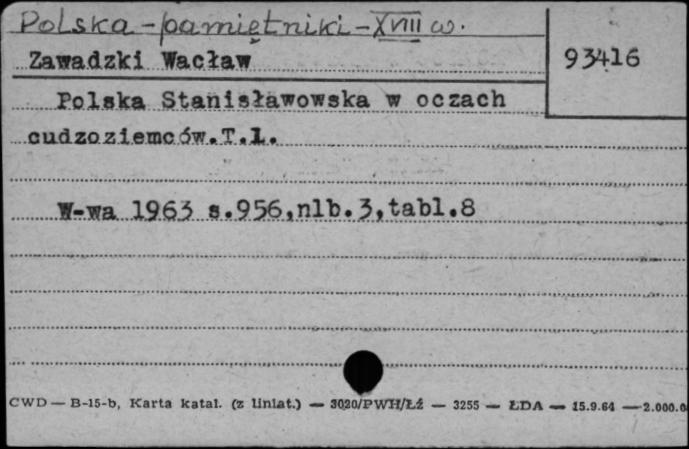 Polska - pamiętniki - XVIII w.
Zawadzki Wacław
93416
Polska Stanisławowska w oczach
cudzoziemców.T.1.
W-wa 1963 s.956,nlb.3,tabl.8
CWD — B-15-b, Karta katal. (z liniat.) — 3020/PWH/Łź — 3255 — ŁDA — 15.9.64 — 2.000.0